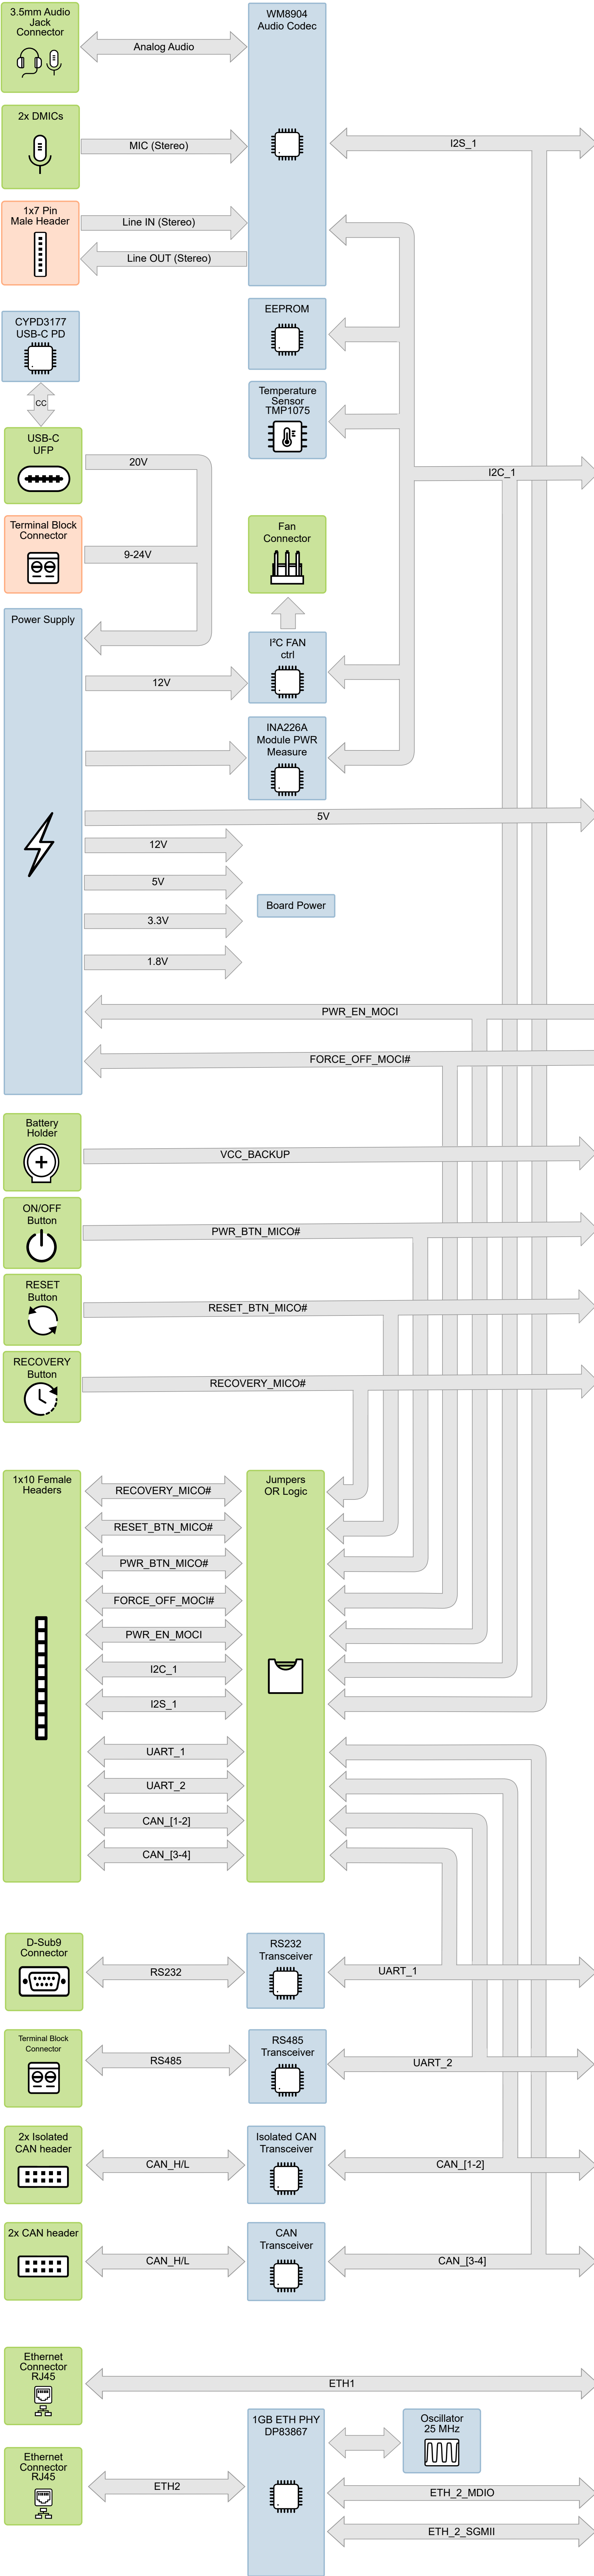 3.5mm Audio
Jack
Connector
Analog Audio
WM8904
Audio Codec
2x DMICs
MIC (Stereo)
I2S_1
1x7 Pin
Male Header
Line IN (Stereo)
Line OUT (Stereo)
CYPD3177
USB-C PD
CC
EEPROM
Temperature
Sensor
TMP1075
USB-C
UFP
20V
I2C_1
Terminal Block
Connector
9-24V
Fan
Connector
Power Supply
I²C FAN
ctrl
12V
INA226A
Module PWR
Measure
5V
12V
5V
Board Power
3.3V
1.8V
PWR_EN_MOCI
FORCE_OFF_MOCI#
Battery
Holder
VCC_BACKUP
ON/OFF
Button
PWR_BTN_MICO#
RESET
Button
RESET_BTN_MICO#
RECOVERY
Button
RECOVERY_MICO#
1x10 Female
Headers
Jumpers
OR Logic
RECOVERY_MICO#
RESET_BTN_MICO#
PWR_BTN_MICO#
FORCE_OFF_MOCI#
PWR_EN_MOCI
I2C_1
I2S_1
UART_1
UART_2
CAN_[1-2]
CAN_[3-4]
D-Sub9
Connector
RS232
RS232
Transceiver
UART_1
Terminal Block
Connector
RS485
RS485
Transceiver
UART_2
2x Isolated
CAN header
CAN_H/L
Isolated CAN
Transceiver
CAN_[1-2]
2x CAN header
CAN_H/L
CAN
Transceiver
CAN_[3-4]
Ethernet
Connector
RJ45
ETH1
1GB ETH PHY
DP83867
Oscillator
25 MHz
Ethernet
Connector
RJ45
ETH2
ETH_2_MDIO
ETH_2_SGMII